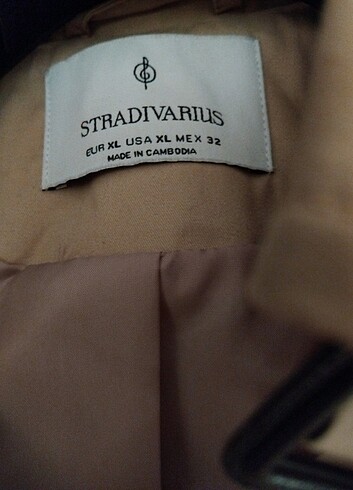 STRADIVARIUS
EUR XL USA XL MEX 32
MADE IN CAMBODIA